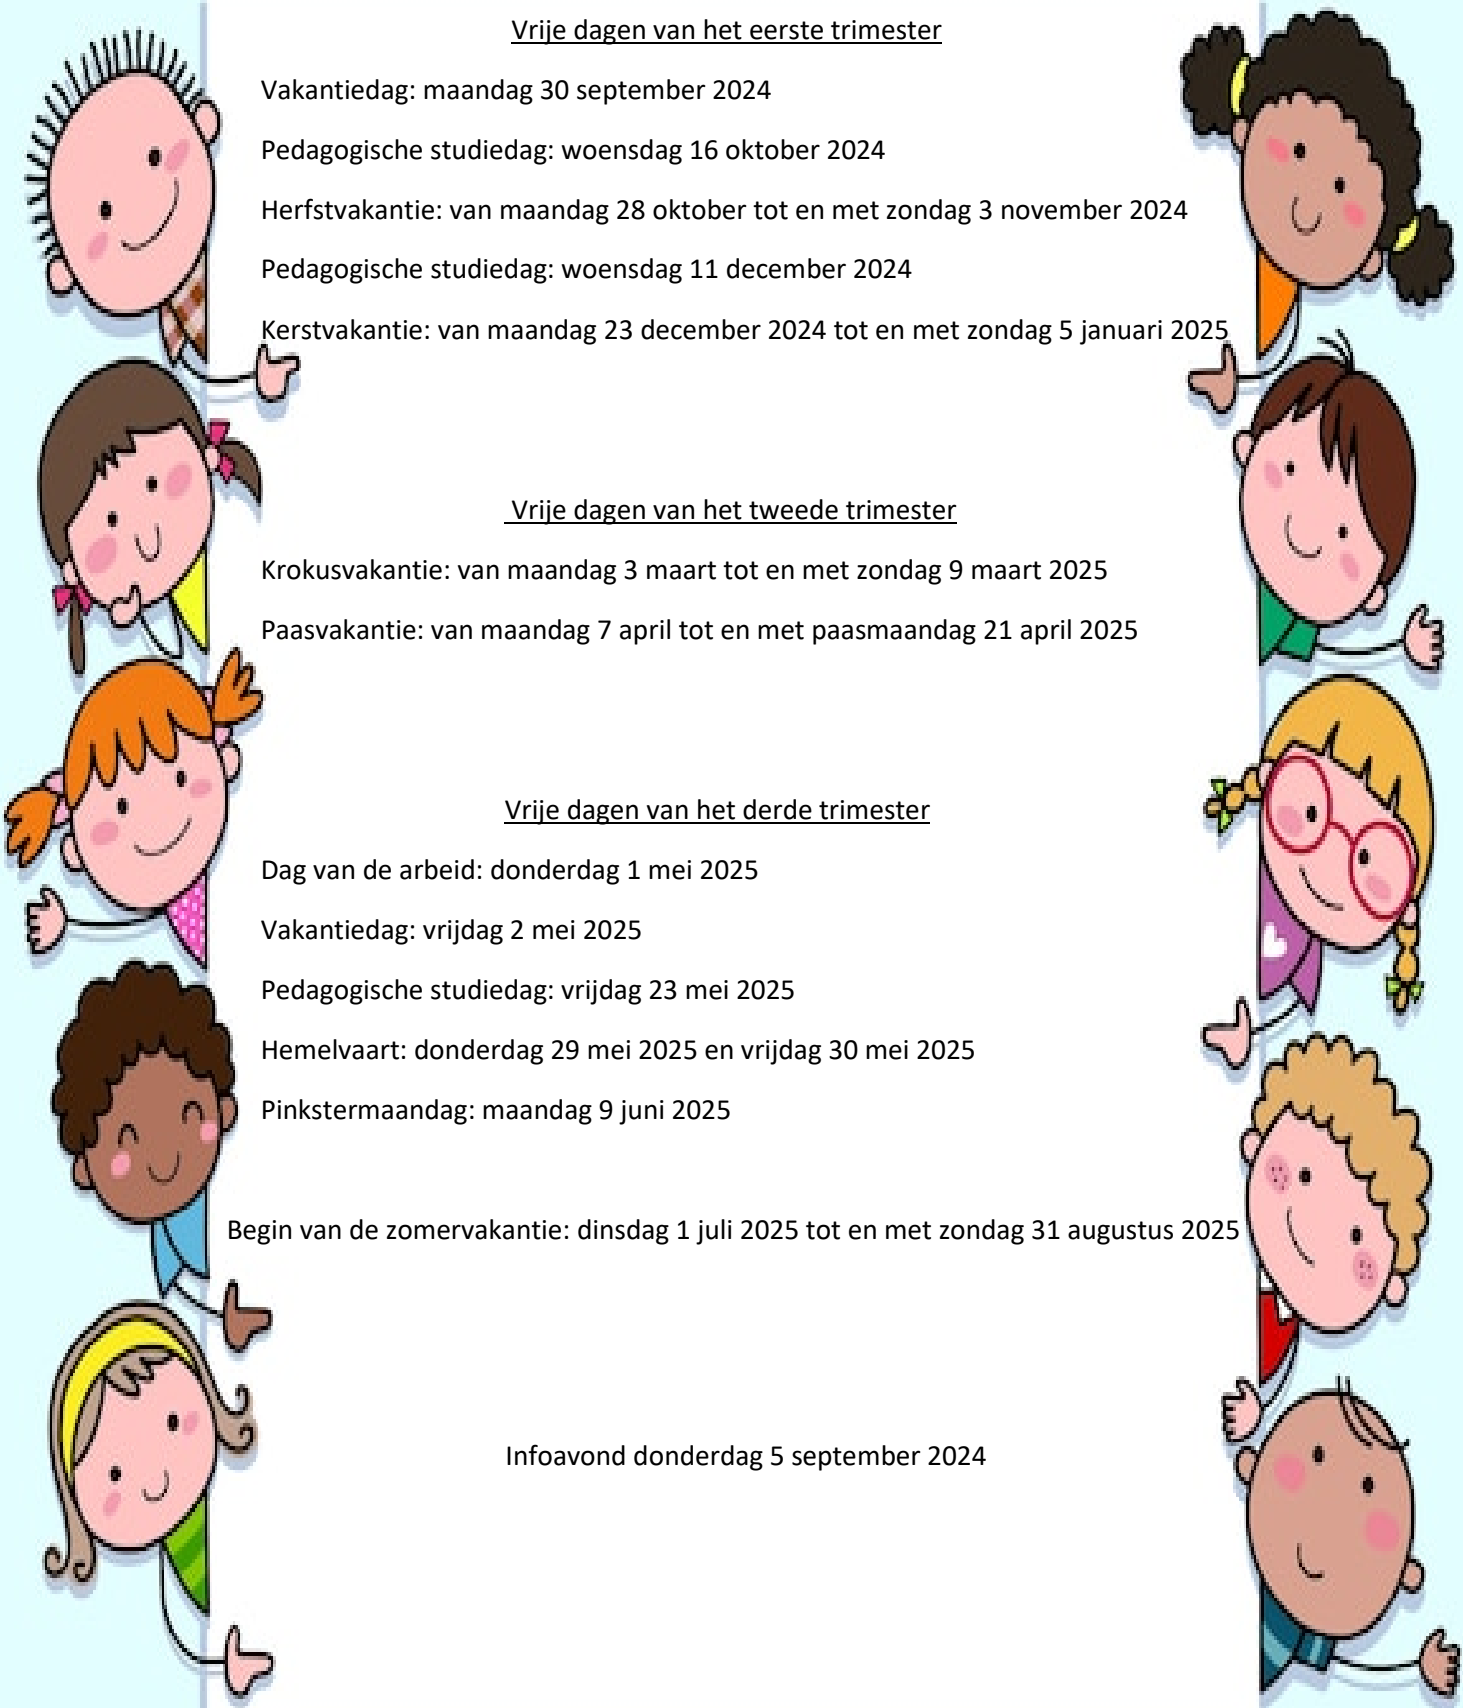 Vrije dagen van het eerste trimester
Vakantiedag: maandag 30 september 2024
Pedagogische studiedag: woensdag 16 oktober 2024
Herfstvakantie: van maandag 28 oktober tot en met zondag 3 november 2024
Pedagogische studiedag: woensdag 11 december 2024
Kerstvakantie: van maandag 23 december 2024 tot en met zondag 5 januari 2025
Vrije dagen van het tweede trimester
Krokusvakantie: van maandag 3 maart tot en met zondag 9 maart 2025
Paasvakantie: van maandag 7 april tot en met paasmaandag 21 april 2025
Vrije dagen van het derde trimester
Dag van de arbeid: donderdag 1 mei 2025
Vakantiedag: vrijdag 2 mei 2025
Pedagogische studiedag: vrijdag 23 mei 2025
Hemelvaart: donderdag 29 mei 2025 en vrijdag 30 mei 2025
Pinkstermaandag: maandag 9 juni 2025
Begin van de zomervakantie: dinsdag 1 juli 2025 tot en met zondag 31 augustus 2025
Infoavond donderdag 5 september 2024